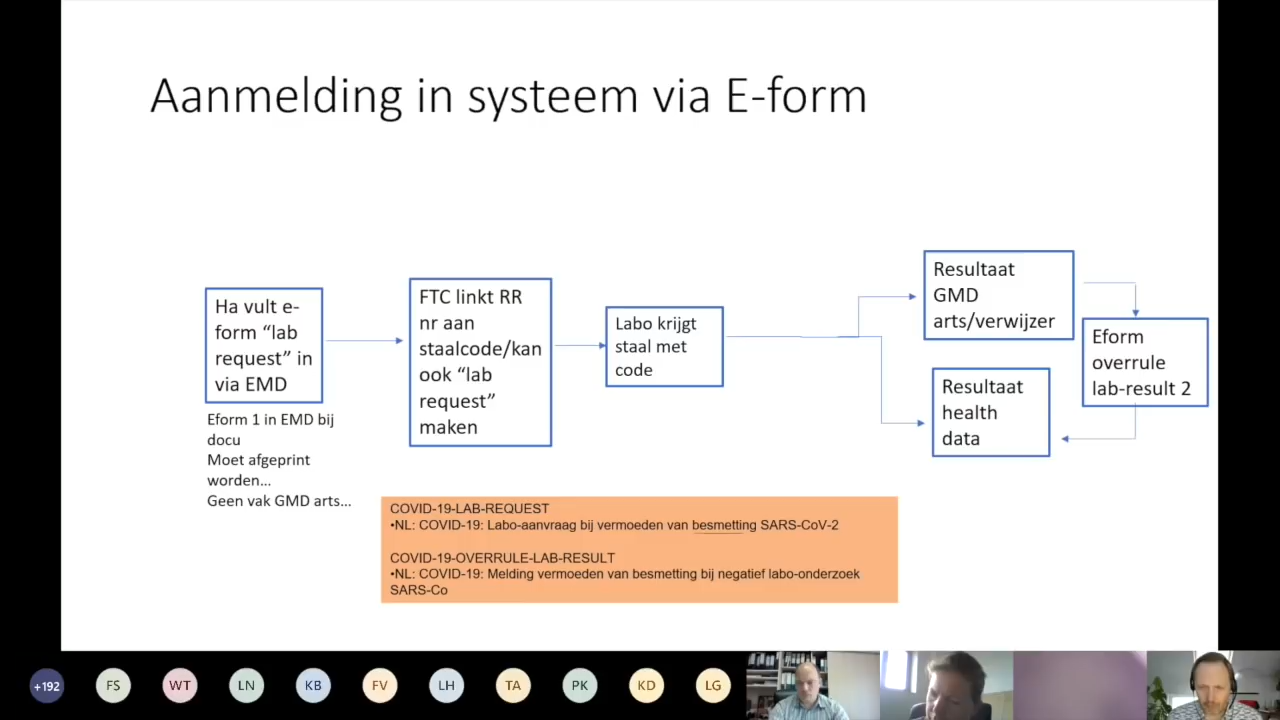 Aanmelding in systeem via E-form
Ha vult e-
form “lab
request” in
via EMD
Eform 1 in EMD bij
docu
Moet afgeprint
worden...
Geen vak GMD arts...
FTC linkt RR
nr aan
staalcode/kan
ook “lab
request”
maken
Labo krijgt
staal met
code
Resultaat
GMD
arts/verwijzer
Resultaat
health
data
Eform
overrule
lab-result 2
COVID-19-LAB-REQUEST
•NL: COVID-19: Labo-aanvraag bij vermoeden van besmetting SARS-CoV-2
COVID-19-OVERRULE-LAB-RESULT
•NL: COVID-19: Melding vermoeden van besmetting bij negatief labo-onderzoek
SARS-Co
+192
FS
WT
LN
KB
FV
LH
TA
PK
KD
LG